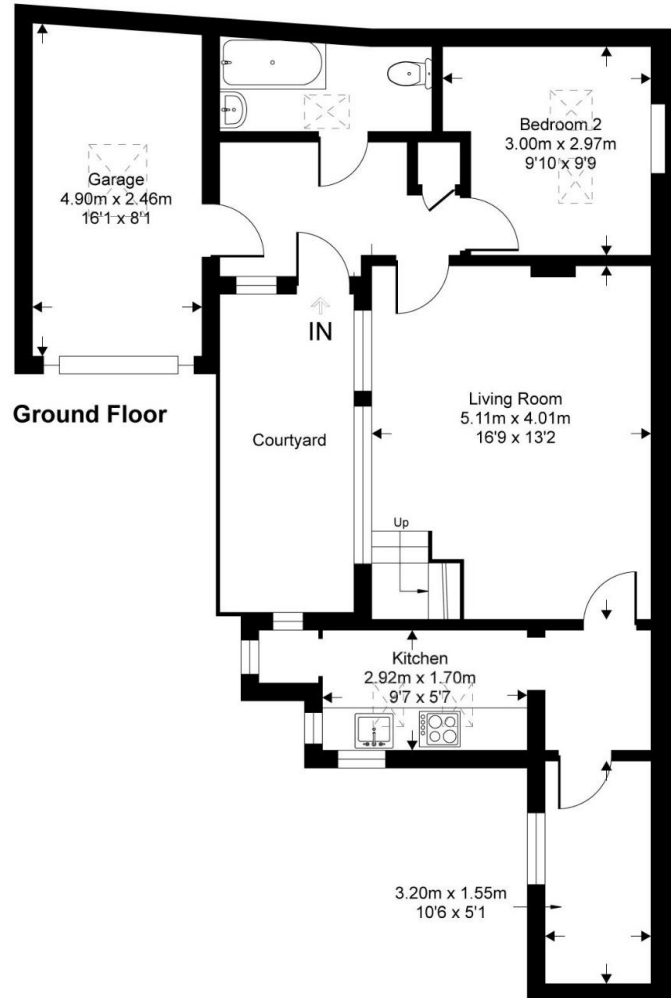 Garage
4.90m x 2.46m
16'1 x 8'1
Bedroom 2
3.00m x 2.97m
9'10 x 9'9
IN
Ground Floor
Courtyard
Living Room
5.11m x 4.01m
16'9 x 13'2
Up
Kitchen
2.92m x 1.70m
9'7 x 5'7
3.20m x 1.55m
10'6 x 5'1